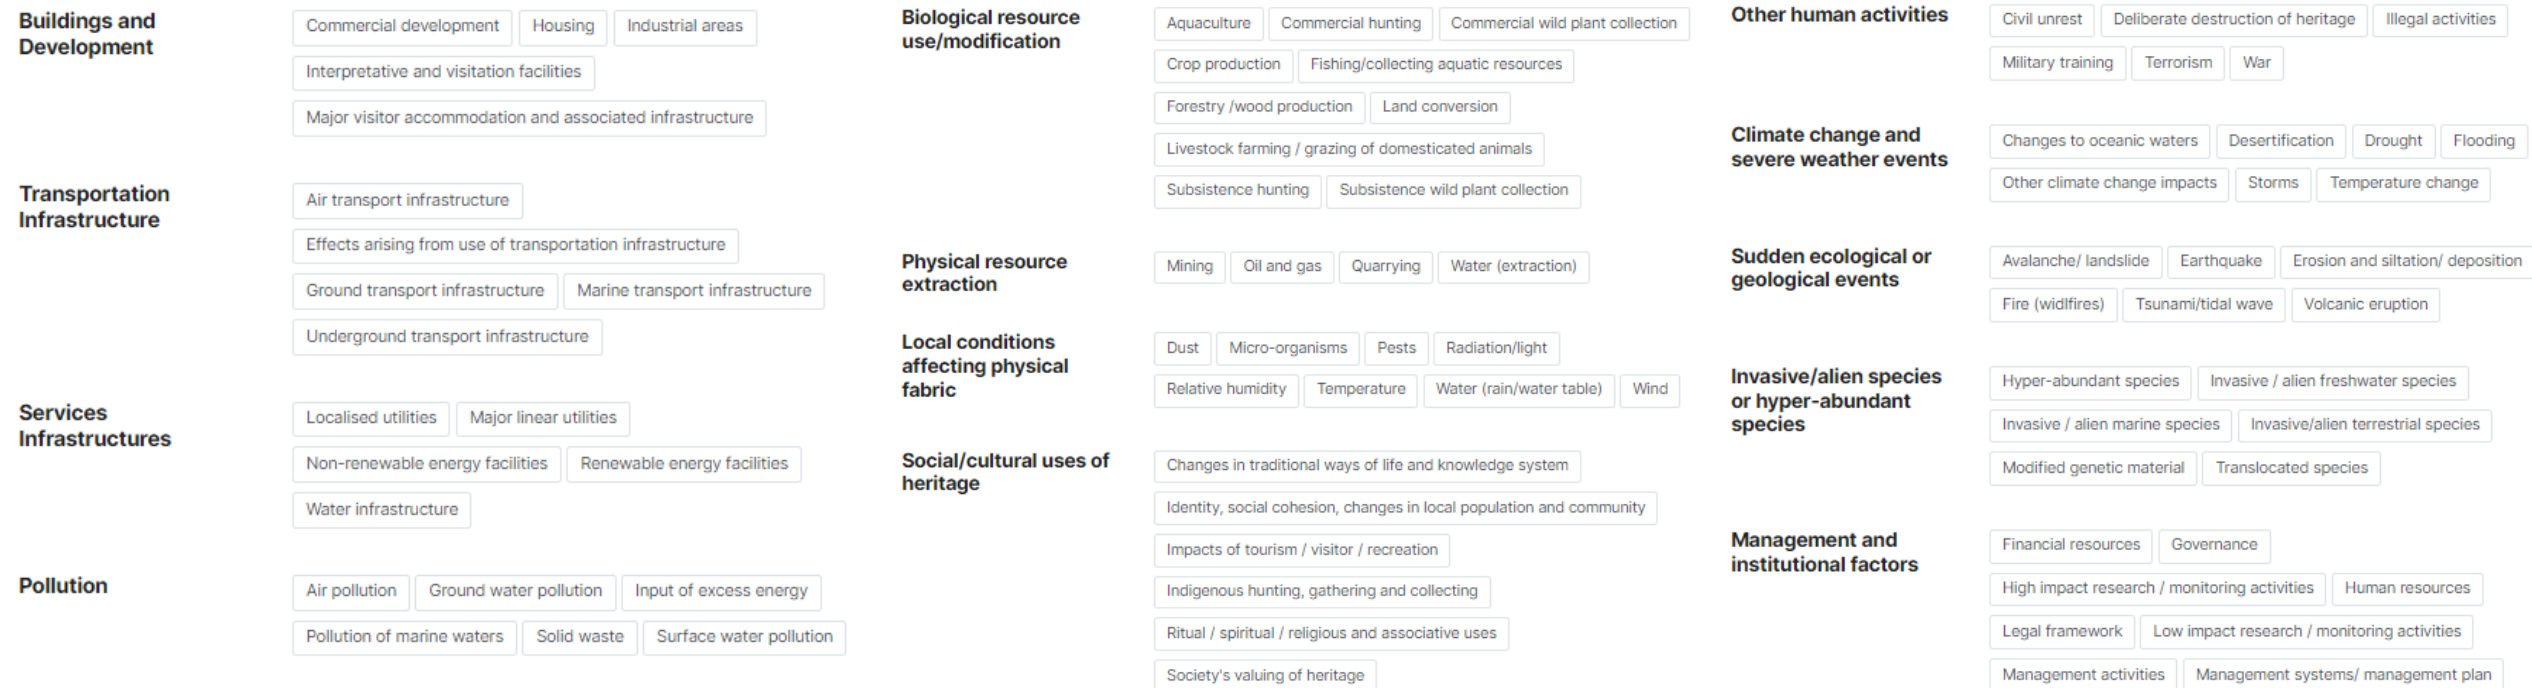 Buildings and
Development
Commercial development Housing Industrial areas
Interpretative and visitation facilities
Major visitor accommodation and associated infrastructure
Transportation
Infrastructure
Air transport infrastructure
Effects arising from use of transportation infrastructure
Ground transport infrastructure Marine transport infrastructure
Underground transport infrastructure
Services
Infrastructures
Localised utilities Major linear utilities
Non-renewable energy facilities Renewable energy facilities
Water infrastructure
Pollution
Air pollution Ground water pollution Input of excess energy
Pollution of marine waters Solid waste Surface water pollution
Biological resource
use/modification
Aquaculture Commercial hunting Commercial wild plant collection
Crop production Fishing/collecting aquatic resources
Forestry /wood production Land conversion
Livestock farming / grazing of domesticated animals
Subsistence hunting Subsistence wild plant collection
Physical resource
extraction
Mining Oil and gas Quarrying Water (extraction)
Local conditions
affecting physical
fabric
Dust Micro-organisms Pests Radiation/light
Relative humidity Temperature Water (rain/water table) Wind
Social/cultural uses of
heritage
Changes in traditional ways of life and knowledge system
Identity, social cohesion, changes in local population and community
Impacts of tourism / visitor / recreation
Indigenous hunting, gathering and collecting
Ritual / spiritual / religious and associative uses
Society's valuing of heritage
Other human activities
Civil unrest Deliberate destruction of heritage Illegal activities
Military training Terrorism War
Climate change and
severe weather events
Changes to oceanic waters Desertification Drought Flooding
Other climate change impacts Storms Temperature change
Sudden ecological or
geological events
Avalanche/ landslide Earthquake Erosion and siltation/ deposition
Fire (widlfires) Tsunami/tidal wave Volcanic eruption
Invasive/alien species
or hyper-abundant
species
Hyper-abundant species Invasive / alien freshwater species
Invasive / alien marine species Invasive/alien terrestrial species
Modified genetic material Translocated species
Management and
institutional factors
Financial resources Governance
High impact research / monitoring activities Human resources
Legal framework Low impact research / monitoring activities
Management activities Management systems/ management plan